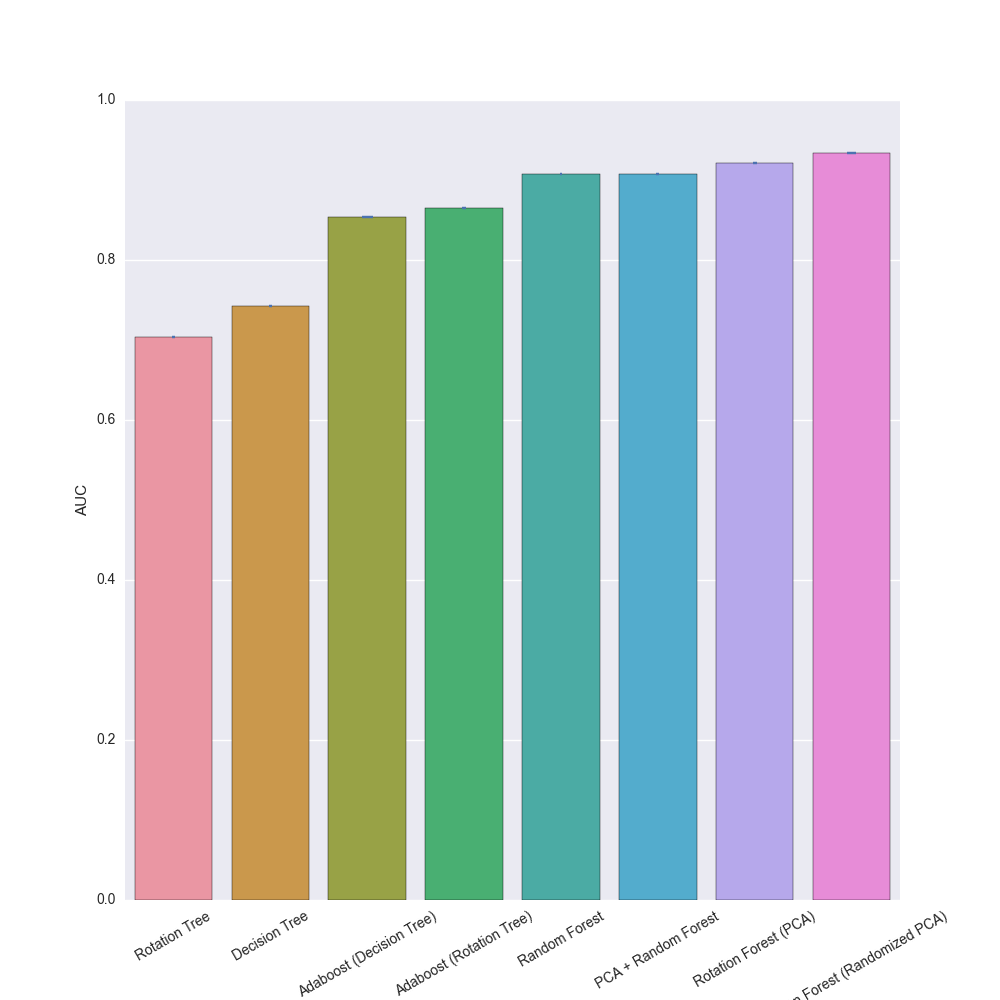 1.0
0.8
0.6
0.4
0.2
0.0
AUC
Rotation Tree
Decision Tree
Adaboost (Decision Tree)
Adaboost (Rotation Tree)
Random Forest
PCA + Random Forest
Rotation Forest (PCA)
Forest (Randomized PCA)